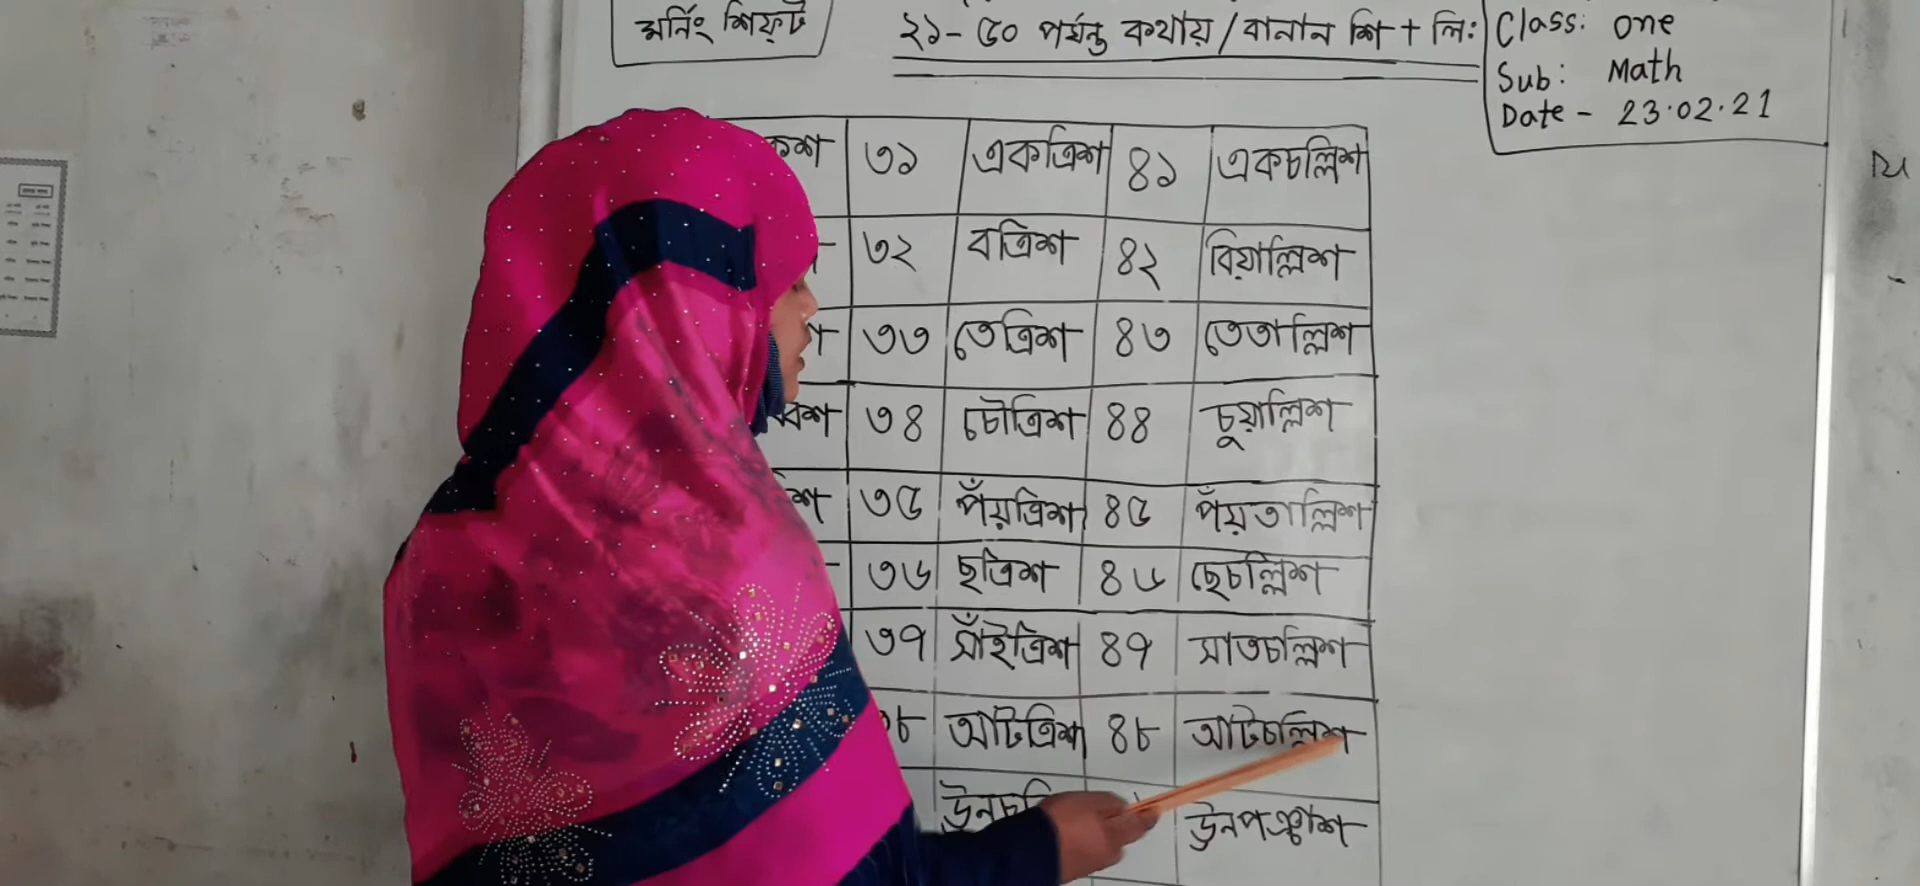 মর্নিং শিফ্ট
২১- ৫০ পর্যন্ত কথায় / বানান শি + লি:
Class: one
Sub: Math
Date - 23.02.21
৩১ একত্রিশ ৪১ একচল্লিশ
৩২ বত্রিশ ৪২ বিয়াল্লিশ
৩৩ তেত্রিশ ৪৩ তেতাল্লিশ
৩৪ চৌত্রিশ ৪৪ চুয়াল্লিশ
৩৫ পঁয়ত্রিশ ৪৫ পঁয়তাল্লিশ
৩৬ ছত্রিশ ৪৬ ছেচল্লিশ
৩৭ সাঁইত্রিশ ৪৭ সাতচল্লিশ
আটত্রিশ ৪৮ আটচল্লিশ
উনপঞ্চাশ